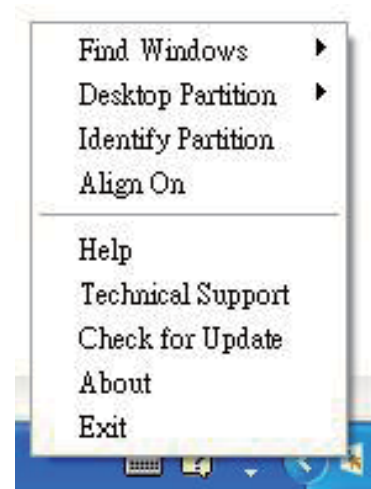 Find Windows
Desktop Partition
Identify Partition
Align On
Help
Technical Support
Check for Update
About
Exit